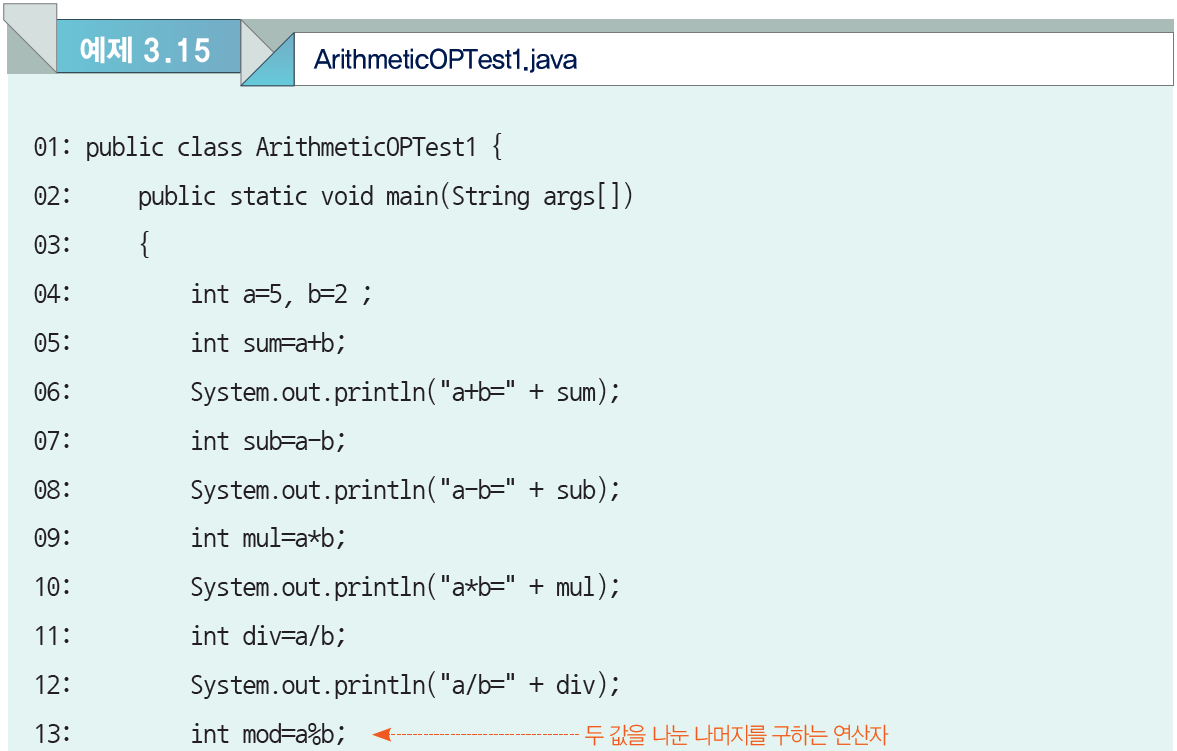 예제 3.15
ArithmeticOPTest1.java
01: public class ArithmeticOPTest1 {
02:     public static void main(String args[])
03:     {
04:         int a=5, b=2 ;
05:         int sum=a+b;
06:         System.out.println("a+b=" + sum);
07:         int sub=a-b;
08:         System.out.println("a-b=" + sub);
09:         int mul=a*b;
10:         System.out.println("a*b=" + mul);
11:         int div=a/b;
12:         System.out.println("a/b=" + div);
13:         int mod=a%b; 두 값을 나눈 나머지를 구하는 연산자